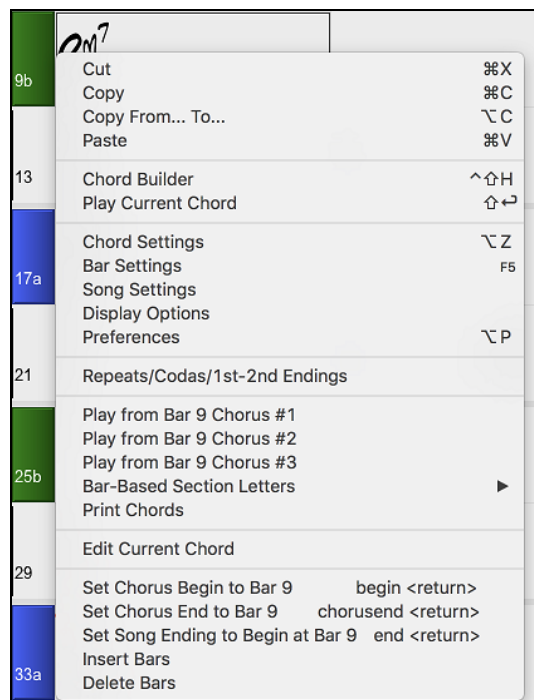 9b
13
17a
21
25b
29
33a
Cut ⌘X
Copy ⌘C
Copy From... To... ⌥C
Paste ⌘V
Chord Builder ^⇧H
Play Current Chord ⇧↩
Chord Settings ⌥Z
Bar Settings F5
Song Settings
Display Options
Preferences ⌥P
Repeats/Codas/1st-2nd Endings
Play from Bar 9 Chorus #1
Play from Bar 9 Chorus #2
Play from Bar 9 Chorus #3
Bar-Based Section Letters ▶
Print Chords
Edit Current Chord
Set Chorus Begin to Bar 9 begin <return>
Set Chorus End to Bar 9 chorusend <return>
Set Song Ending to Begin at Bar 9 end <return>
Insert Bars
Delete Bars